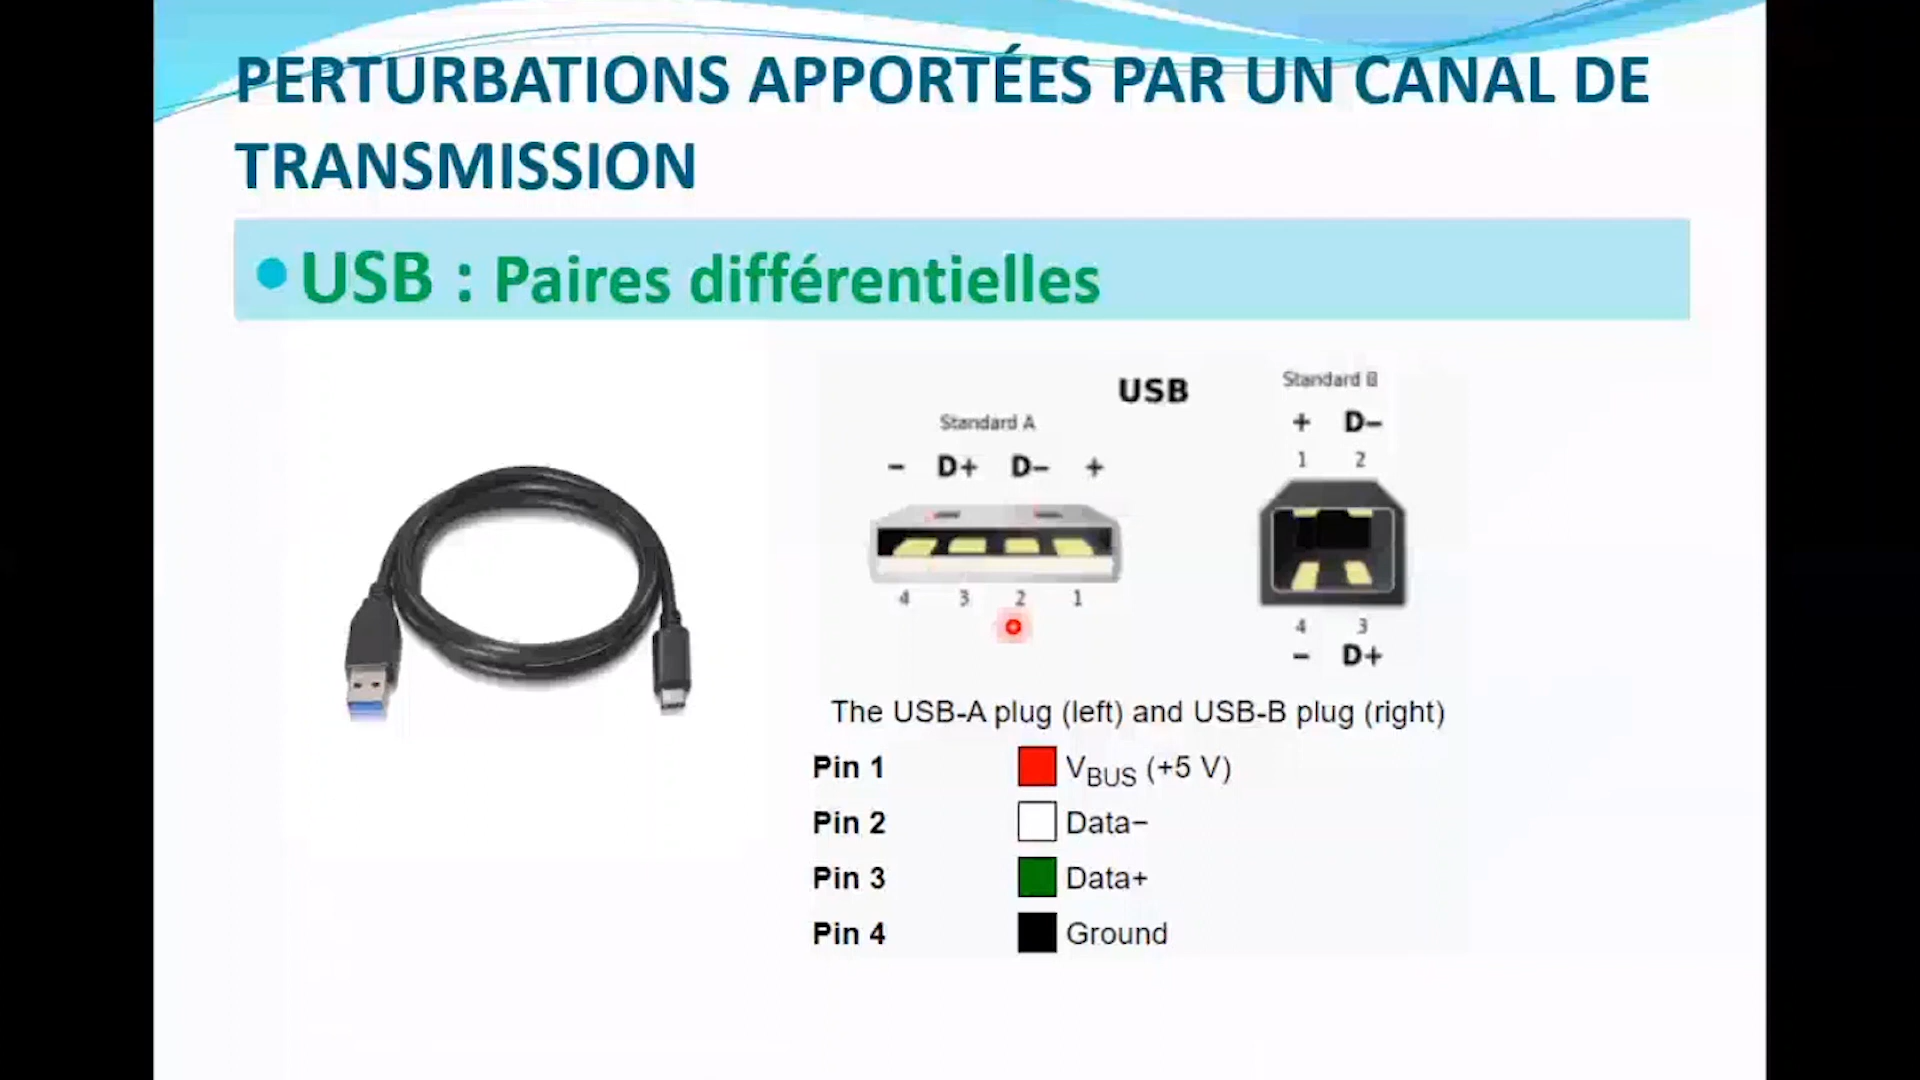 PERTURBATIONS APPORTÉES PAR UN CANAL DE
TRANSMISSION
USB : Paires différentielles
USB
Standard A
- D+ D- +
4 3 2 1
Standard B
+ D-
1 2
4 3
- D+
The USB-A plug (left) and USB-B plug (right)
Pin 1 VBUS (+5 V)
Pin 2 Data−
Pin 3 Data+
Pin 4 Ground